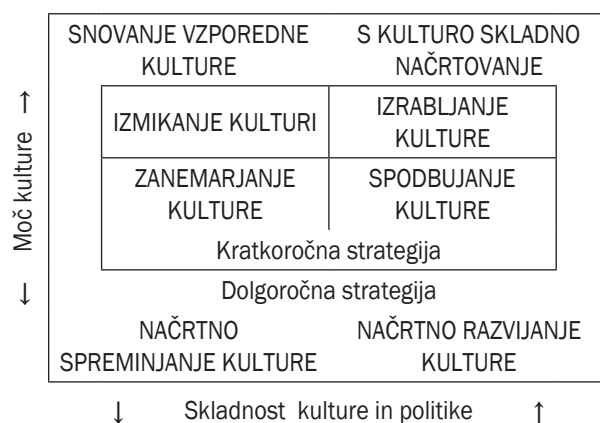 SNOVANJE VZPOREDNE
KULTURE
S KULTURO SKLADNO
NAČRTOVANJE
IZMIKANJE KULTURI
IZRABLJANJE
KULTURE
ZANEMARJANJE
KULTURE
SPODBUJANJE
KULTURE
Kratkoročna strategija
Dolgoročna strategija
NAČRTNO
SPREMINJANJE KULTURE
NAČRTNO RAZVIJANJE
KULTURE
← Moč kulture →
↓ Skladnost kulture in politike ↑